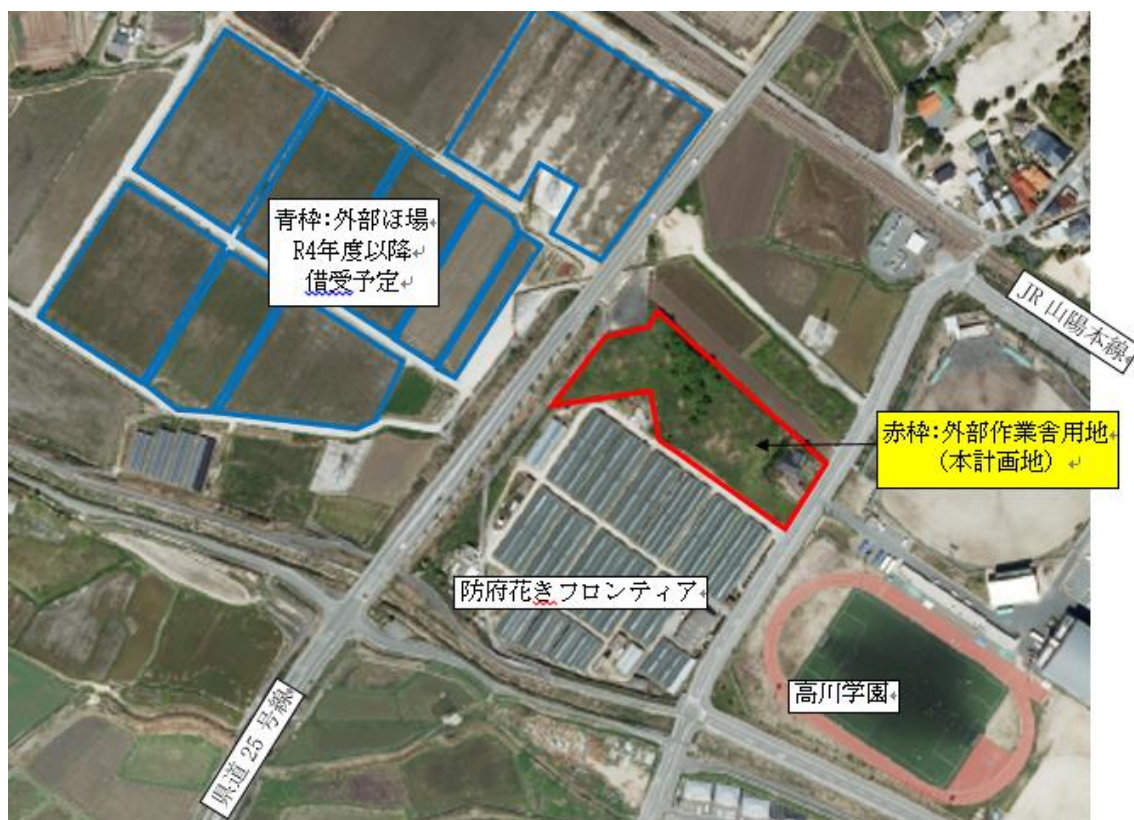 青枠：外部ほ場
R4年度以降
借受予定
JR 山陽本線
赤枠：外部作業舎用地
（本計画地）
防府花きフロンティア
高川学園
県道 25 号線